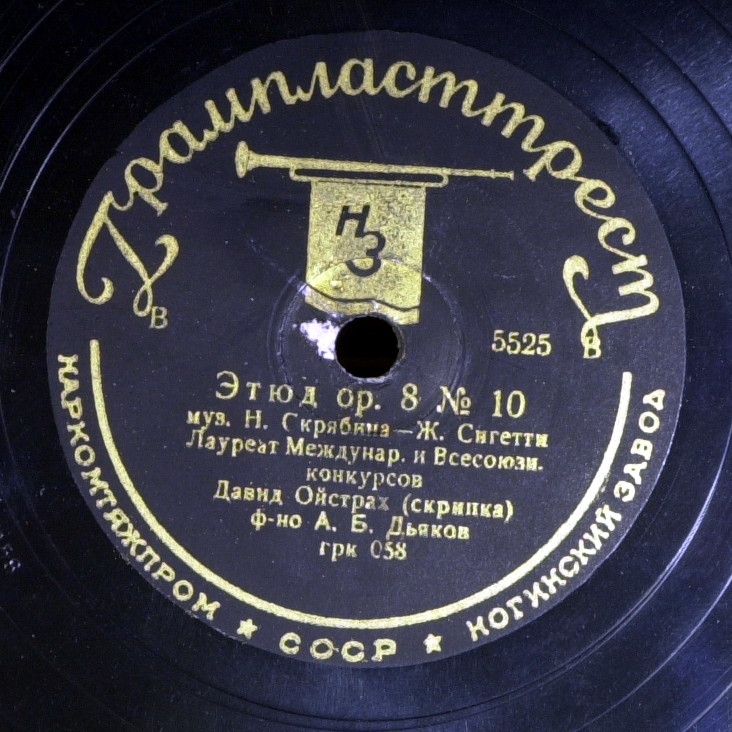 Грампласттрест
НЗ
В
5525
В
Этюд ор. 8 № 10
муз. Н. Скрябина—Ж. Сигетти
Лауреат Междунар. и Всесоюзн.
конкурсов
Давид Ойстрах (скрипка)
ф-но А. Б. Дьяков
грк 058
НАРКОМТЯЖПРОМ ★ СССР ★ НОГИНСКИЙ ЗАВОД